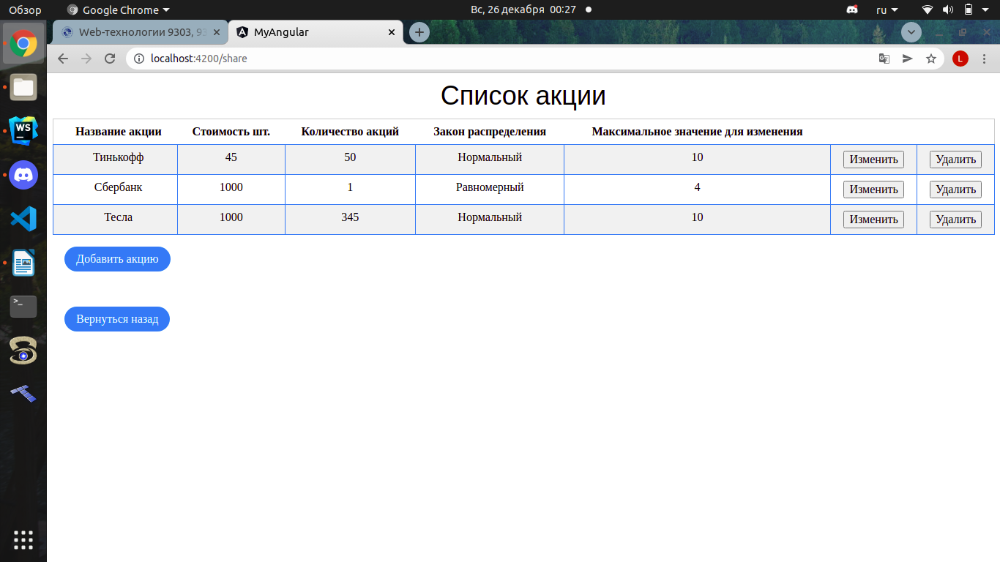 Обзор Google Chrome Вс, 26 декабря 00:27 ru
Web-технологии 9303, 93 MyAngular
localhost:4200/share L
Список акции
Название акции Стоимость шт. Количество акций Закон распределения Максимальное значение для изменения
Тинькофф 45 50 Нормальный 10 Изменить Удалить
Сбербанк 1000 1 Равномерный 4 Изменить Удалить
Тесла 1000 345 Нормальный 10 Изменить Удалить
Добавить акцию
Вернуться назад
WS
>_